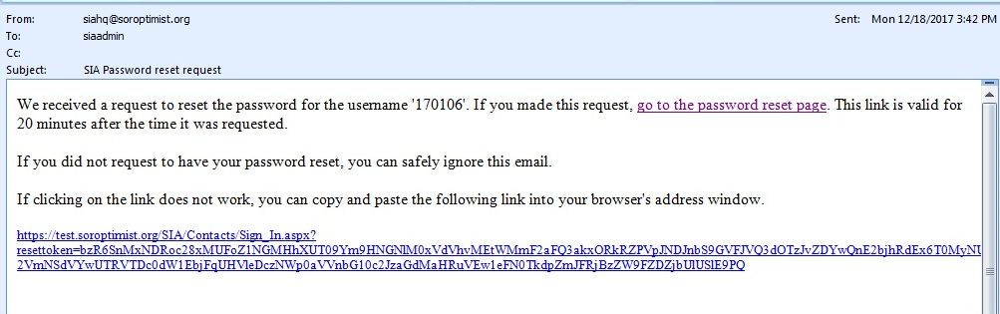 From: siahq@soroptimist.org Sent: Mon 12/18/2017 3:42 PM
To: siaadmin
Cc:
Subject: SIA Password reset request
We received a request to reset the password for the username '170106'. If you made this request, go to the password reset page. This link is valid for
20 minutes after the time it was requested.
If you did not request to have your password reset, you can safely ignore this email.
If clicking on the link does not work, you can copy and paste the following link into your browser's address window.
https://test.soroptimist.org/SIA/Contacts/Sign_In.aspx?